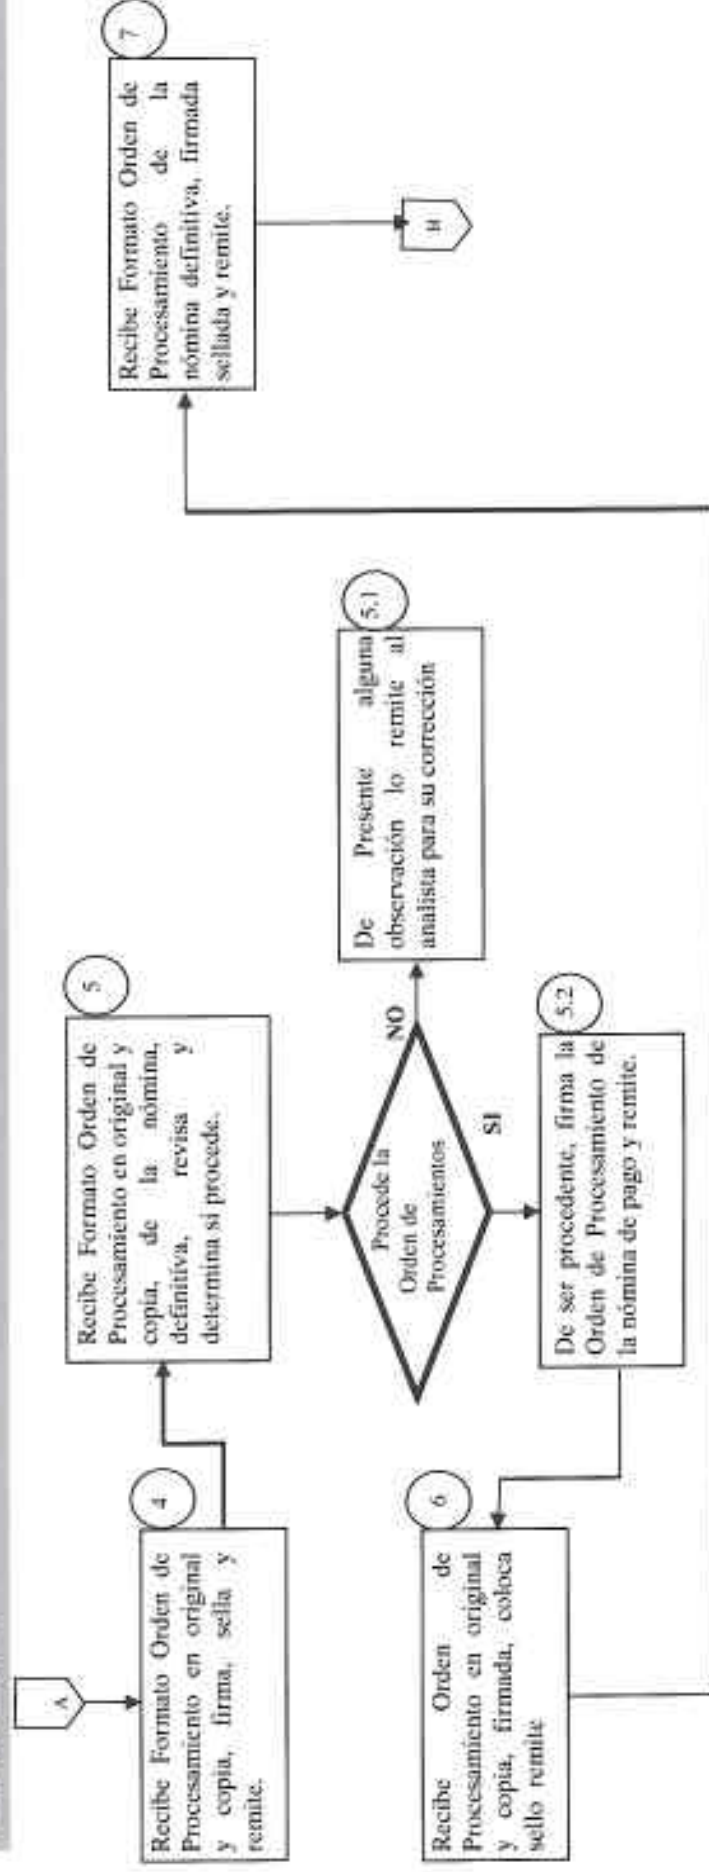 A
4
Recibe Formato Orden de
Procesamiento en original
y copia, firma, sella y
remite.
5
Recibe Formato Orden de
Procesamiento en original y
copia, de la nómina,
definitiva, revisa y
determina si procede.
Procede la
Orden de
Procesamientos
NO
SI
5.1
De Presente alguna
observación lo remite al
analista para su corrección
5.2
De ser procedente, firma la
Orden de Procesamiento de
la nómina de pago y remite.
6
Recibe Orden de
Procesamiento en original
y copia, firmada, coloca
sello remite
7
Recibe Formato Orden de
Procesamiento de la
nómina definitiva, firmada
sellada y remite.